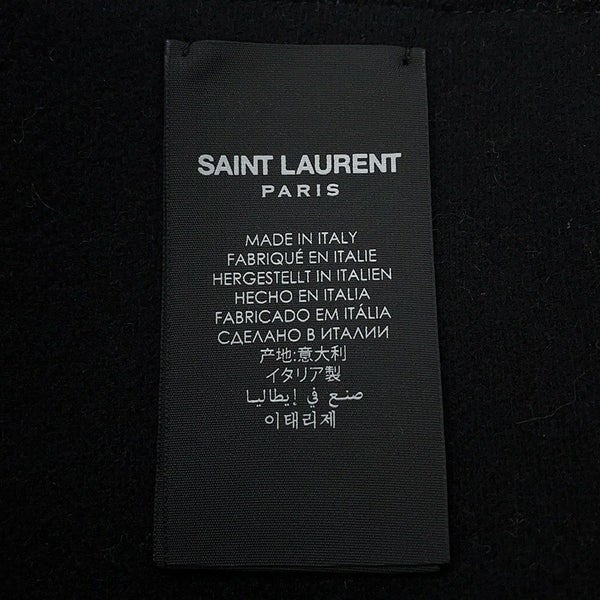 SAINT LAURENT
PARIS
MADE IN ITALY
FABRIQUÉ EN ITALIE
HERGESTELLT IN ITALIEN
HECHO EN ITALIA
FABRICADO EM ITÁLIA
СДЕЛАНО В ИТАЛИИ
产地:意大利
イタリア製
صنع في إيطاليا
이태리제